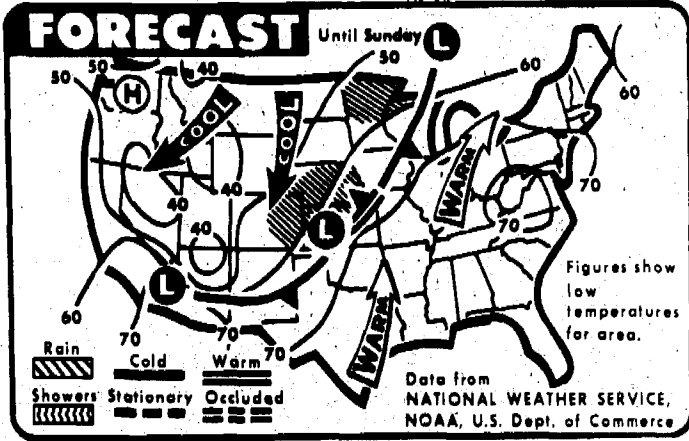 FORECAST
Until Sunday
L
50
50
40
50
60
60
H
COOL
COOL
WARM
40
40
40
70
70
L
L
60
70
70
70
WARM
Figures show
low
temperatures
for area.
Rain
Cold
Warm
Showers
Stationary
Occluded
Data from
NATIONAL WEATHER SERVICE,
NOAA, U.S. Dept. of Commerce